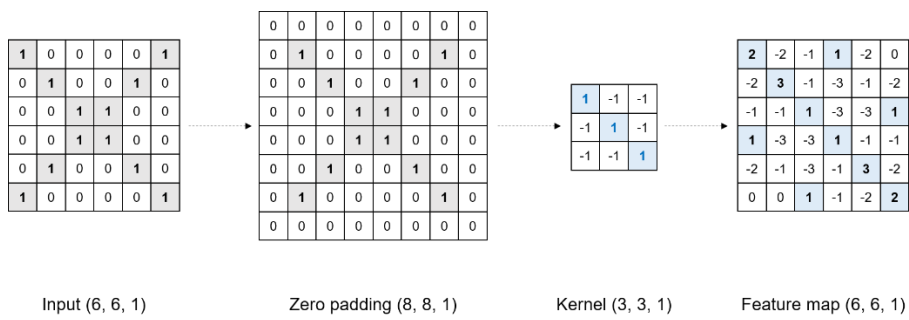 0 0 0 0 0 0 0 0
1 0 0 0 0 1
0 1 0 0 0 0 1 0
2 -2 -1 1 -2 0
0 1 0 0 1 0
0 0 1 0 0 1 0 0
1 -1 -1
-2 3 -1 -3 -1 -2
0 0 1 1 0 0
0 0 0 1 1 0 0 0
-1 1 -1
-1 -1 1 -3 -3 1
0 0 1 1 0 0
0 0 0 1 1 0 0 0
-1 -1 1
1 -3 -3 1 -1 -1
0 1 0 0 1 0
0 0 1 0 0 1 0 0
-2 -1 -3 -1 3 -2
1 0 0 0 0 1
0 1 0 0 0 0 1 0
0 0 1 -1 -2 2
0 0 0 0 0 0 0 0
Input (6, 6, 1)
Zero padding (8, 8, 1)
Kernel (3, 3, 1)
Feature map (6, 6, 1)